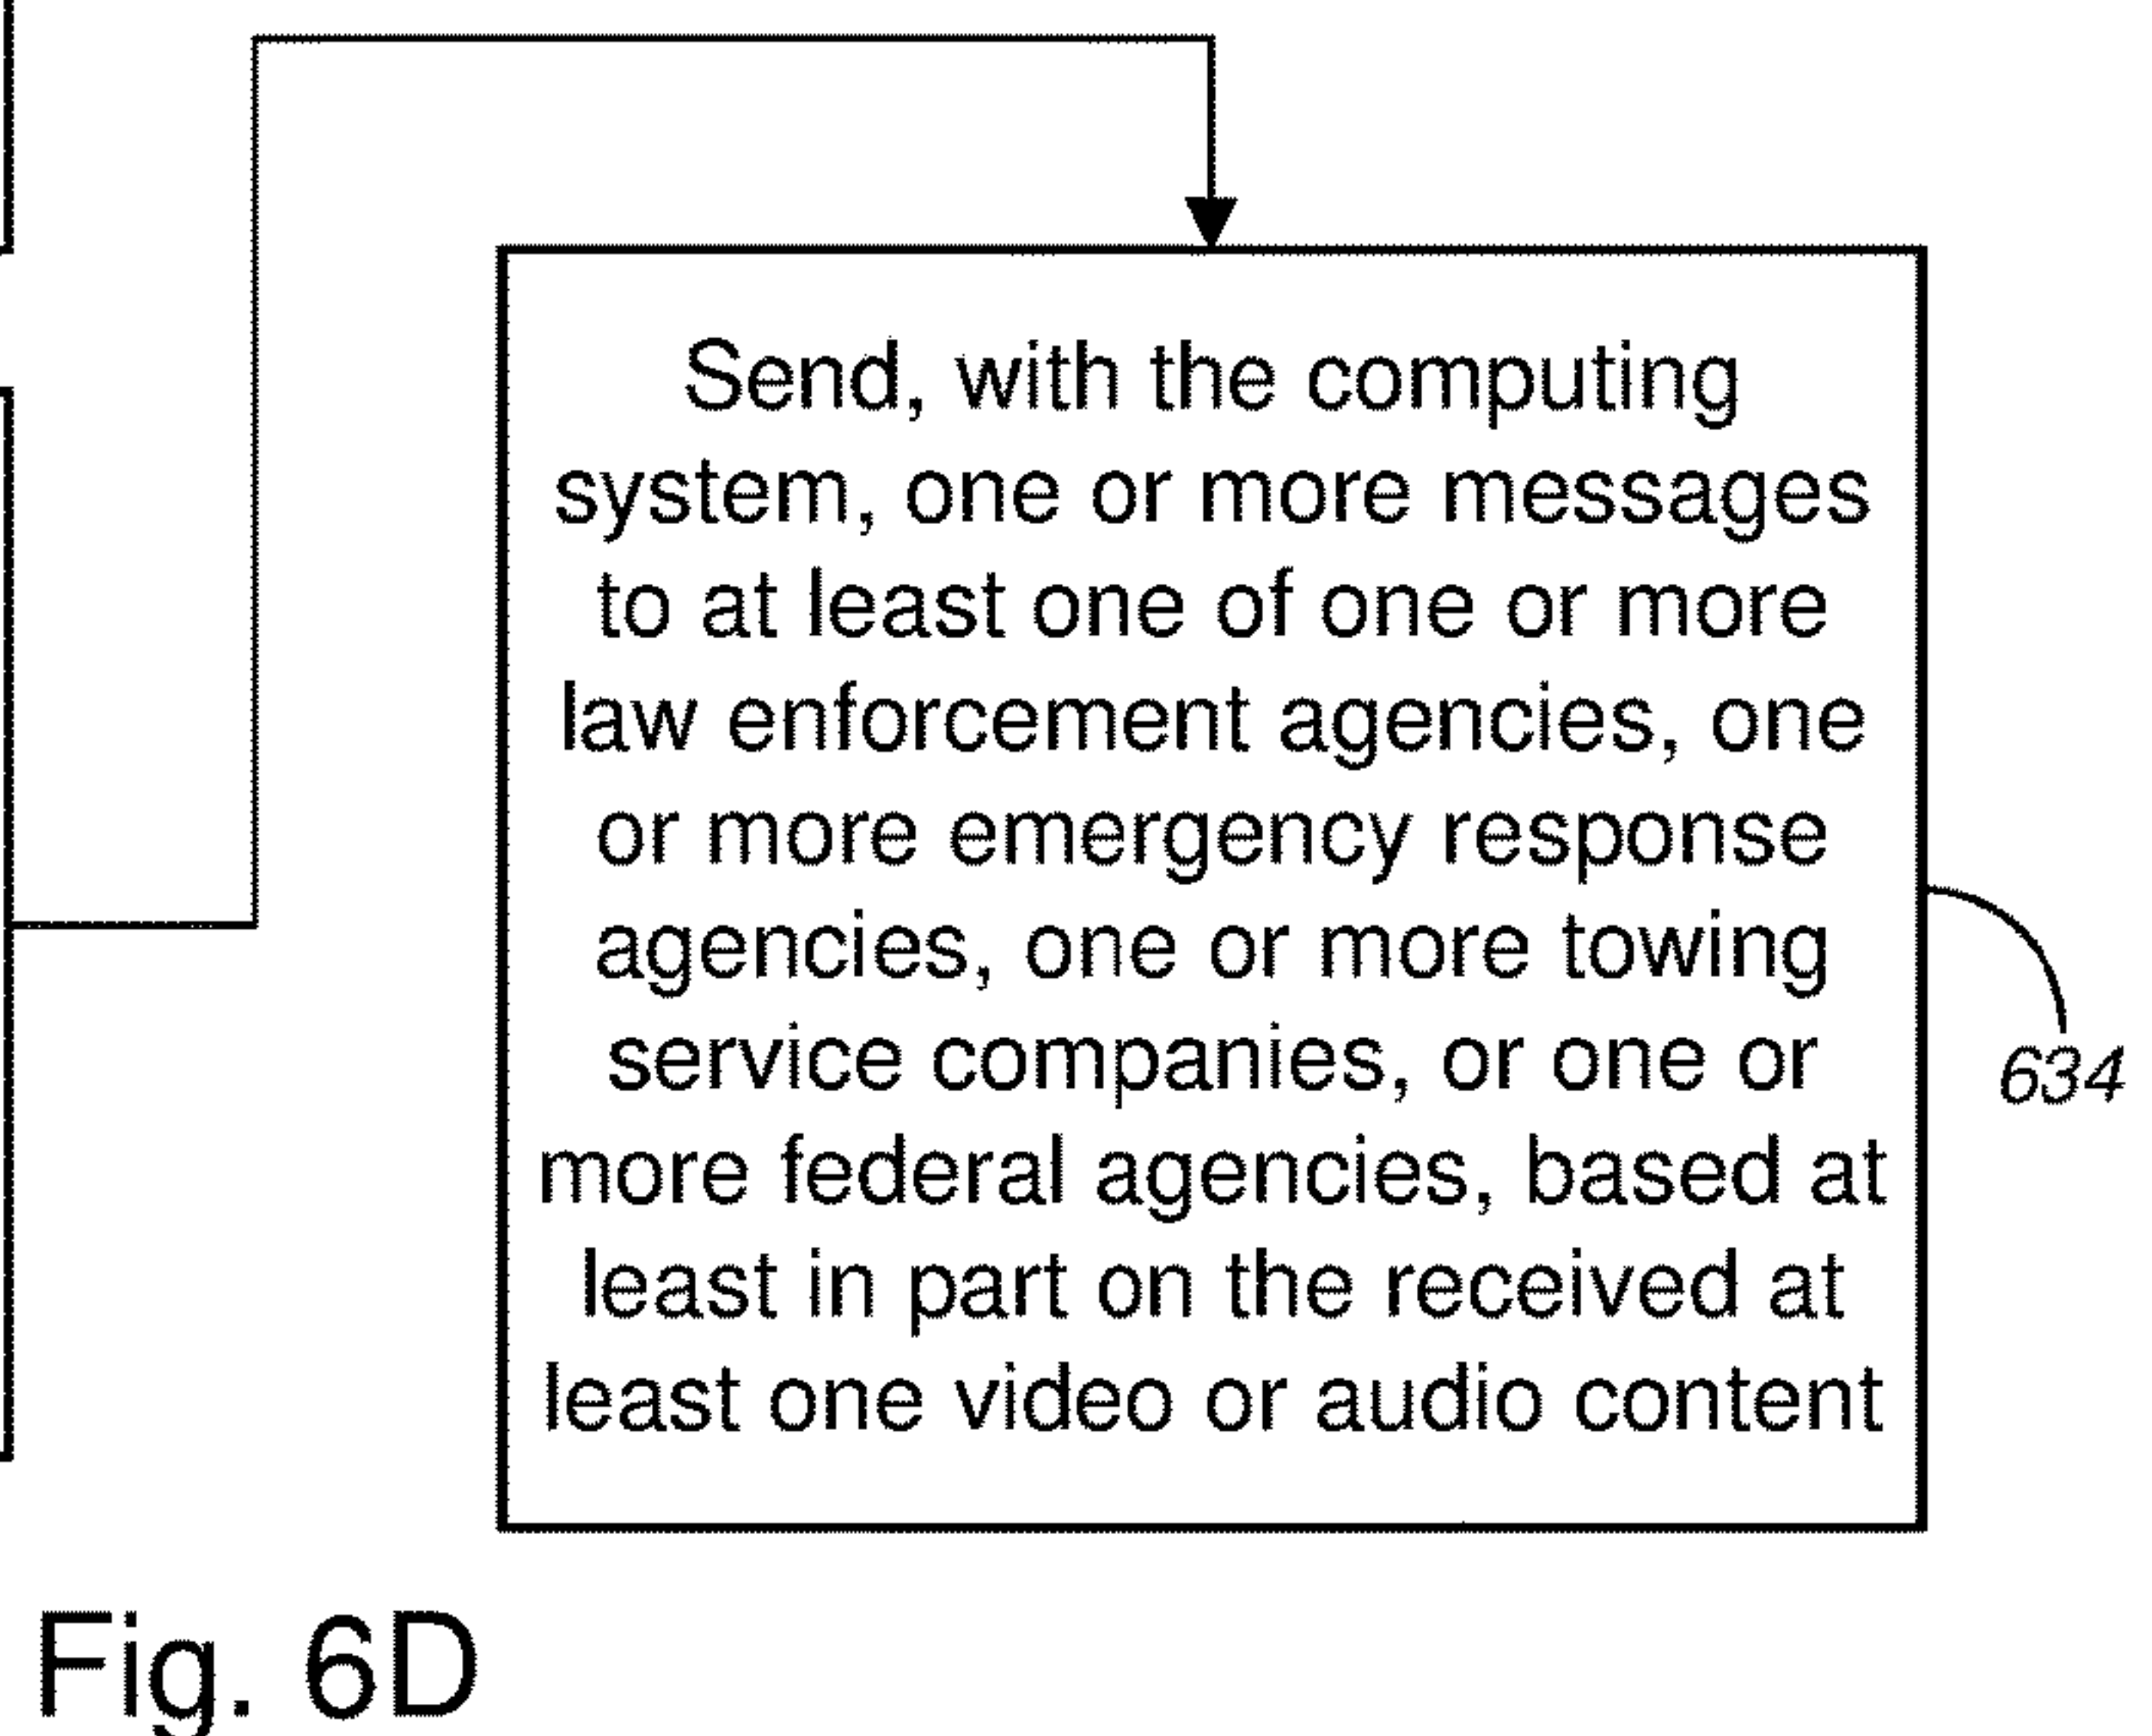 Send, with the computing
system, one or more messages
to at least one of one or more
law enforcement agencies, one
or more emergency response
agencies, one or more towing
service companies, or one or
more federal agencies, based at
least in part on the received at
least one video or audio content
634
Fig. 6D